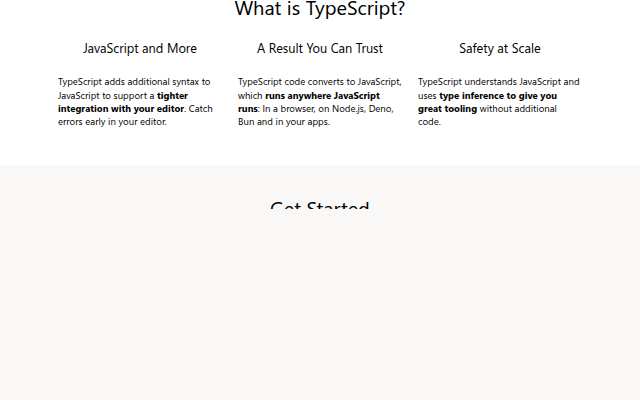 What is TypeScript?
JavaScript and More
TypeScript adds additional syntax to
JavaScript to support a tighter
integration with your editor. Catch
errors early in your editor.
A Result You Can Trust
TypeScript code converts to JavaScript,
which runs anywhere JavaScript
runs: In a browser, on Node.js, Deno,
Bun and in your apps.
Safety at Scale
TypeScript understands JavaScript and
uses type inference to give you
great tooling without additional
code.
Get Started